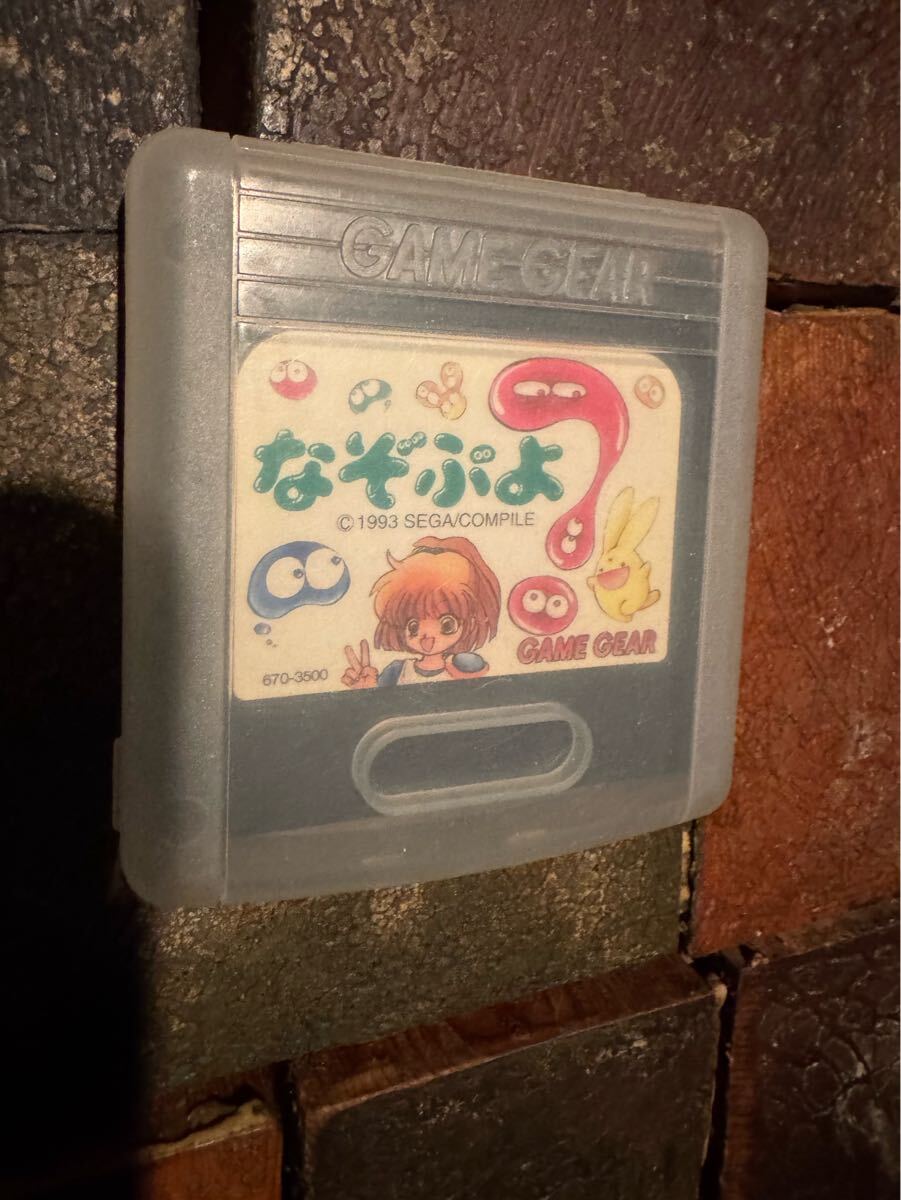 GAME GEAR
なぞぷよ
© 1993 SEGA/COMPILE
GAME GEAR
670-3500